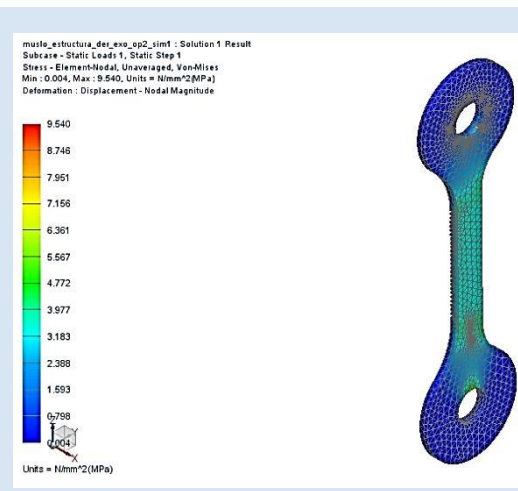 muslo_estructura_der_exo_op2_sim1 : Solution 1 Result
Subcase - Static Loads 1, Static Step 1
Stress - Element-Nodal, Unaveraged, Von-Mises
Min : 0.004, Max : 9.540, Units = N/mm^2(MPa)
Deformation : Displacement - Nodal Magnitude
9.540
8.746
7.951
7.156
6.361
5.567
4.772
3.977
3.183
2.388
1.593
0.798
0.004
X
Units = N/mm^2(MPa)